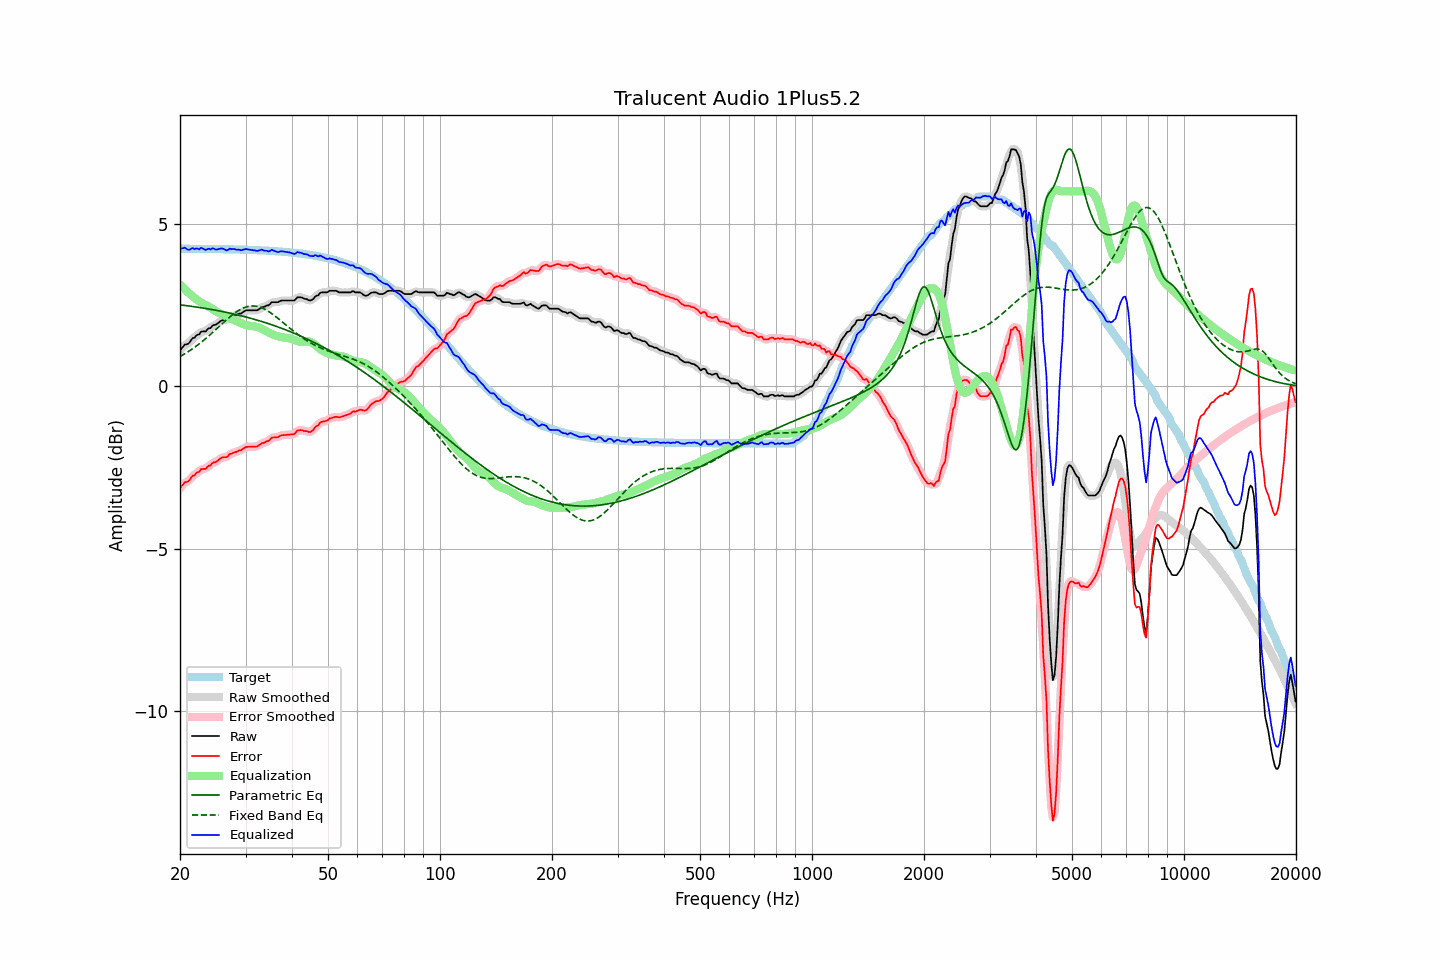 Tralucent Audio 1Plus5.2
Amplitude (dBr)
5
0
−5
−10
Target
Raw Smoothed
Error Smoothed
Raw
Error
Equalization
Parametric Eq
Fixed Band Eq
Equalized
20 50 100 200 500 1000 2000 5000 10000 20000
Frequency (Hz)